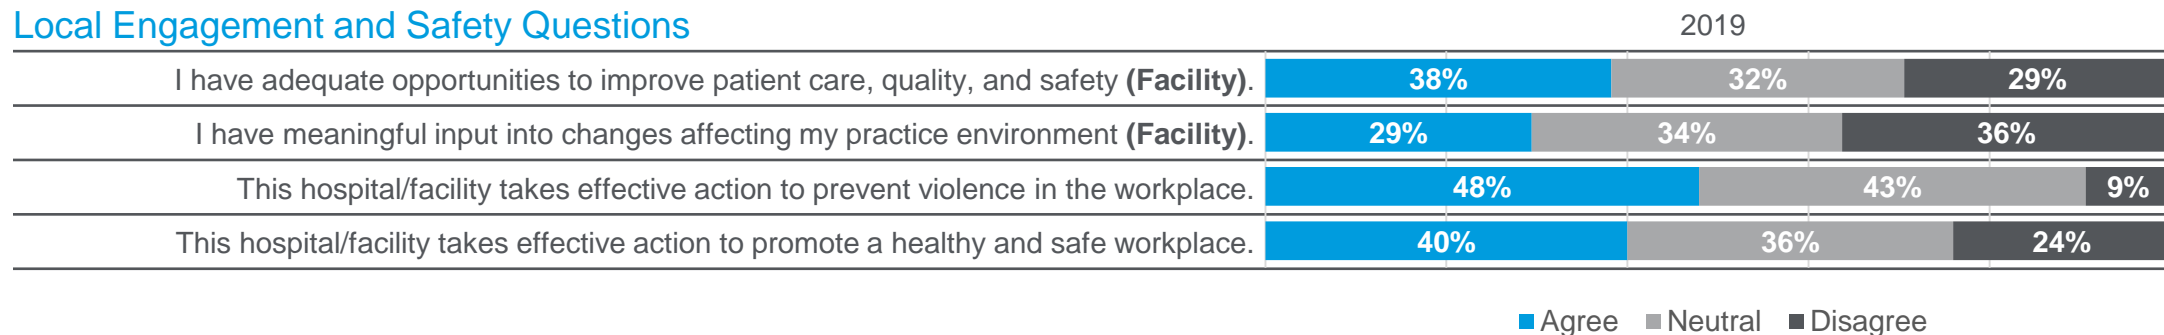 Local Engagement and Safety Questions 2019
I have adequate opportunities to improve patient care, quality, and safety (Facility). 38% 32% 29%
I have meaningful input into changes affecting my practice environment (Facility). 29% 34% 36%
This hospital/facility takes effective action to prevent violence in the workplace. 48% 43% 9%
This hospital/facility takes effective action to promote a healthy and safe workplace. 40% 36% 24%
Agree Neutral Disagree